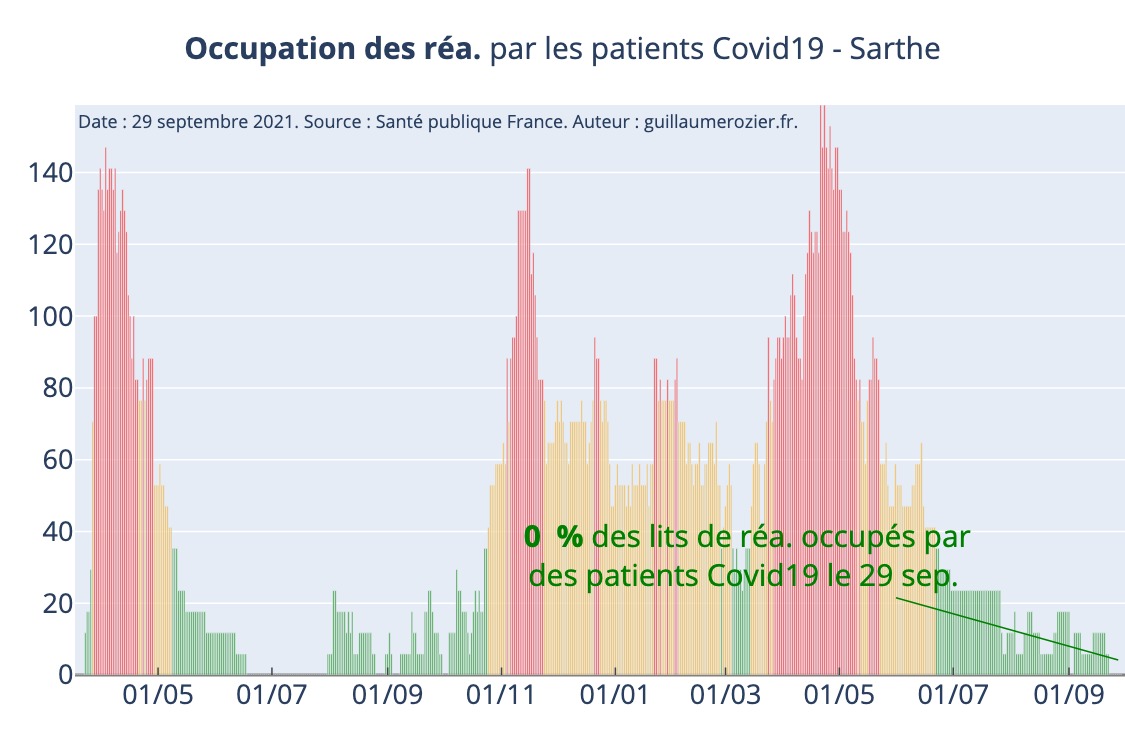 Occupation des réa. par les patients Covid19 - Sarthe
Date : 29 septembre 2021. Source : Santé publique France. Auteur : guillaumerozier.fr.
140
120
100
80
60
40
20
0
0 % des lits de réa. occupés par
des patients Covid19 le 29 sep.
01/05 01/07 01/09 01/11 01/01 01/03 01/05 01/07 01/09